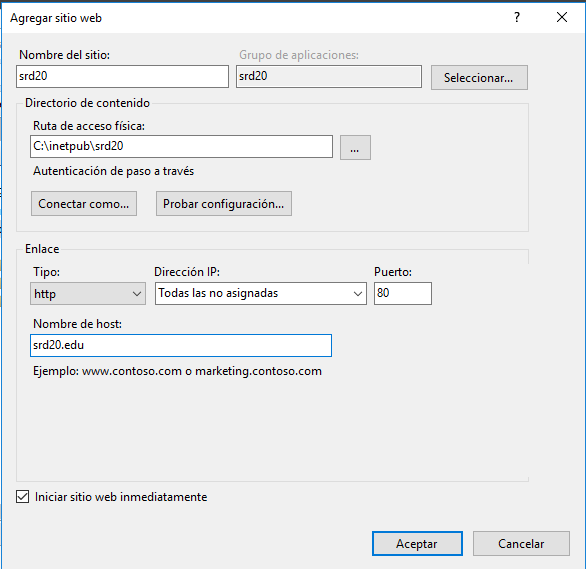 Agregar sitio web
Nombre del sitio: Grupo de aplicaciones:
srd20 srd20 Seleccionar...
Directorio de contenido
Ruta de acceso física:
C:\inetpub\srd20 ...
Autenticación de paso a través
Conectar como... Probar configuración...
Enlace
Tipo: Dirección IP: Puerto:
http Todas las no asignadas 80
Nombre de host:
srd20.edu
Ejemplo: www.contoso.com o marketing.contoso.com
Iniciar sitio web inmediatamente
Aceptar Cancelar